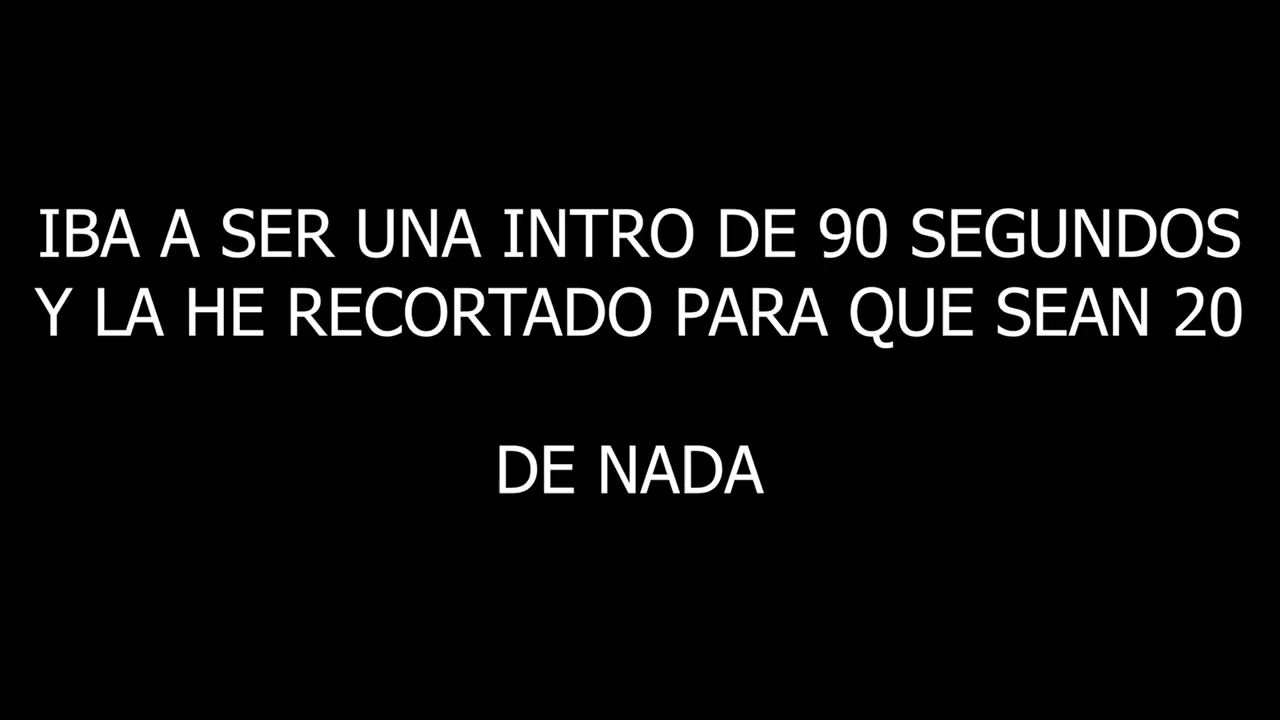 IBA A SER UNA INTRO DE 90 SEGUNDOS
Y LA HE RECORTADO PARA QUE SEAN 20
DE NADA